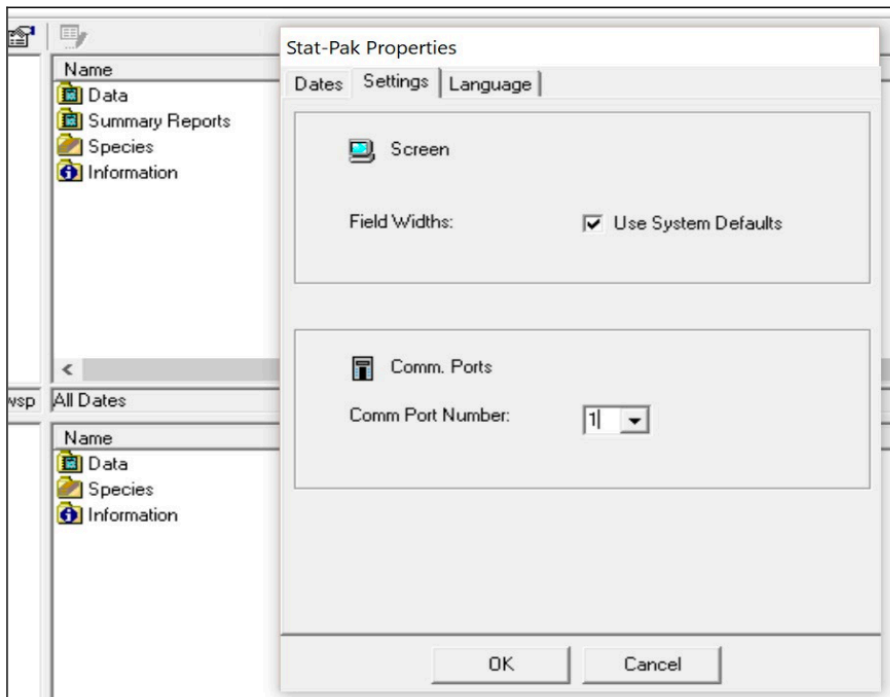 Name
Data
Summary Reports
Species
Information
wsp
All Dates
Name
Data
Species
Information
Stat-Pak Properties
Dates Settings Language
Screen
Field Widths: Use System Defaults
Comm. Ports
Comm Port Number: 1
OK Cancel